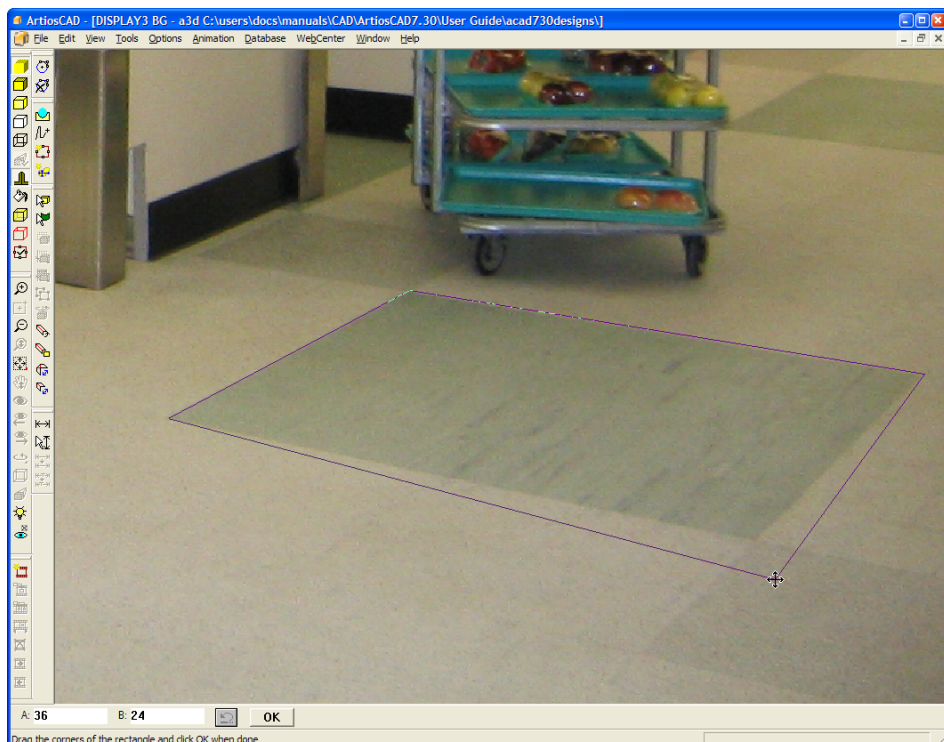 ArtiosCAD - [DISPLAY3 BG - a3d C:\users\docs\manuals\CAD\ArtiosCAD7.30\User Guide\acad730designs\]
File Edit View Tools Options Animation Database WebCenter Window Help
A: 36 B: 24 OK
Drag the corners of the rectangle and click OK when done